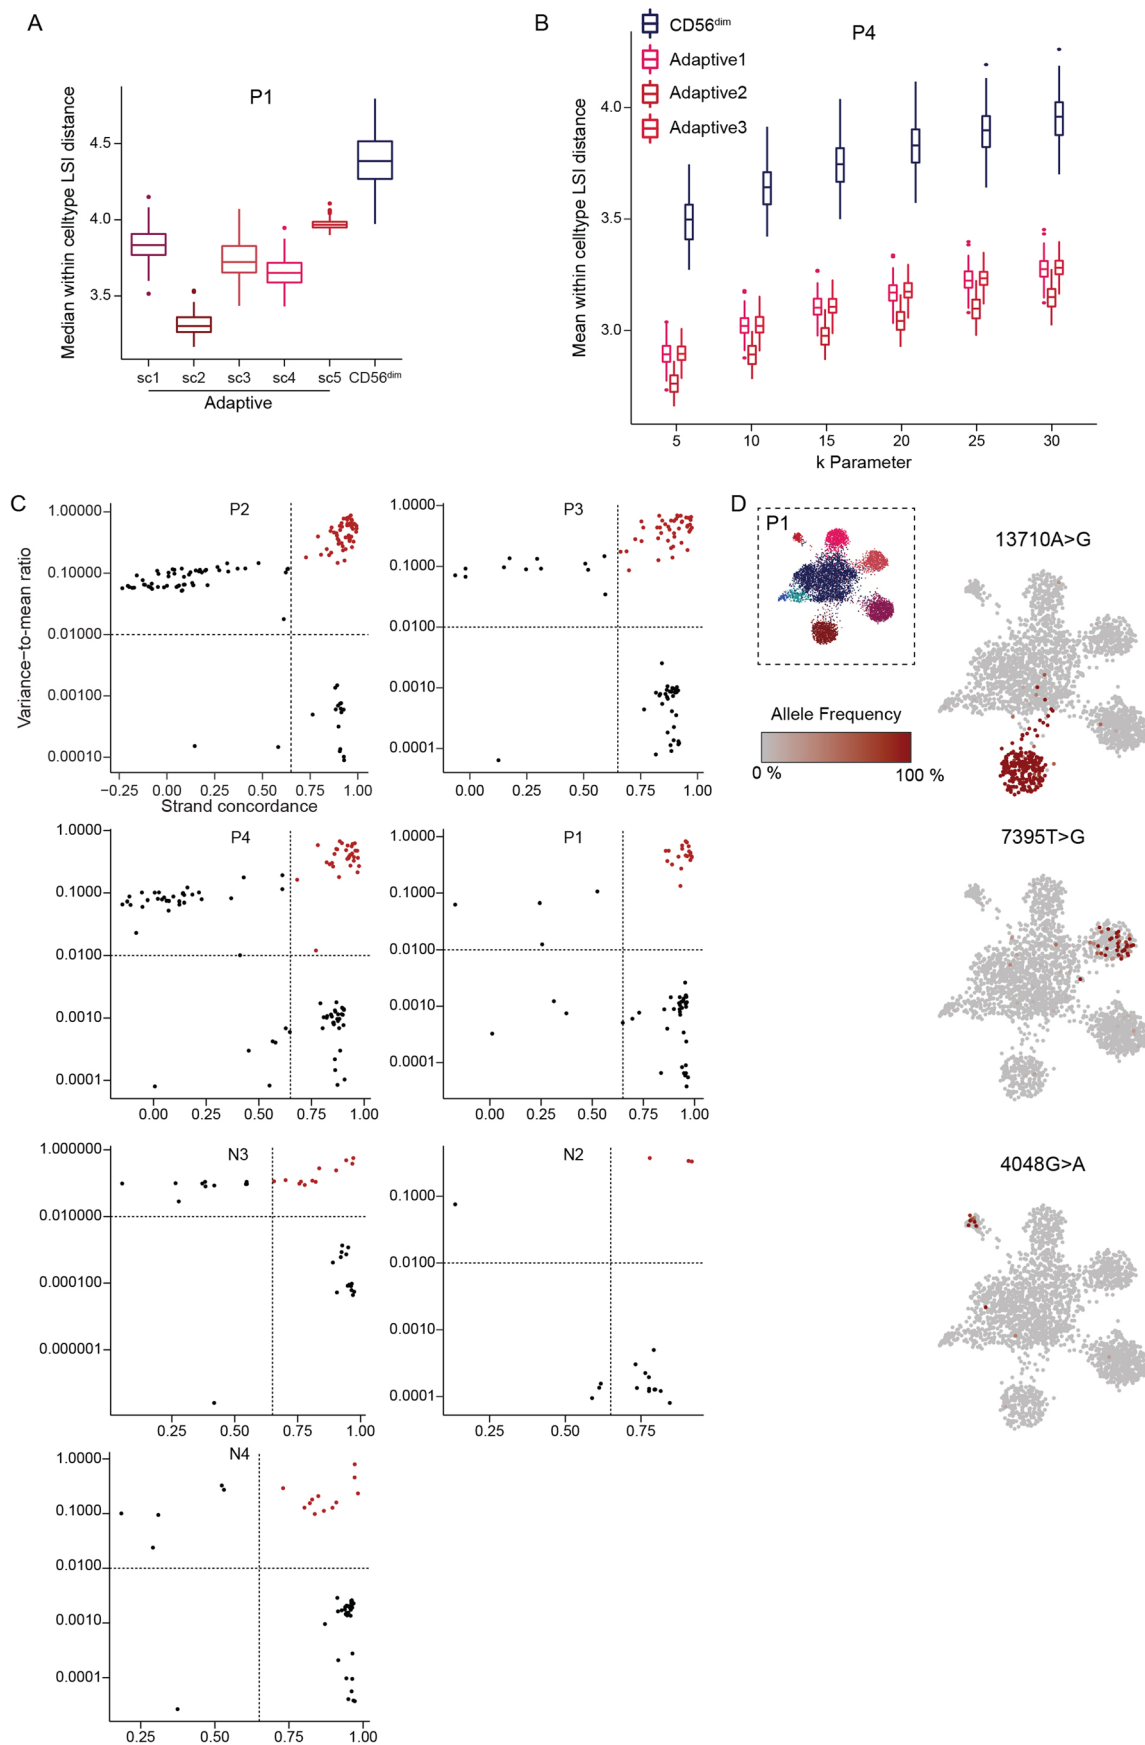 A
P1
Median within celltype LSI distance
4.5
4.0
3.5
sc1 sc2 sc3 sc4 sc5 CD56dim
Adaptive
B
P4
CD56dim
Adaptive1
Adaptive2
Adaptive3
Mean within celltype LSI distance
4.0
3.5
3.0
5 10 15 20 25 30
k Parameter
C
P2
Variance−to−mean ratio
1.00000
0.10000
0.01000
0.00100
0.00010
−0.25 0.00 0.25 0.50 0.75 1.00
Strand concordance
P3
1.0000
0.1000
0.0100
0.0010
0.0001
0.00 0.25 0.50 0.75 1.00
P4
1.0000
0.1000
0.0100
0.0010
0.0001
0.00 0.25 0.50 0.75 1.00
P1
1.0000
0.1000
0.0100
0.0010
0.0001
0.00 0.25 0.50 0.75 1.00
N3
1.000000
0.010000
0.000100
0.000001
0.25 0.50 0.75 1.00
N2
0.1000
0.0100
0.0010
0.0001
0.25 0.50 0.75
N4
1.0000
0.1000
0.0100
0.0010
0.0001
0.25 0.50 0.75 1.00
D
P1
Allele Frequency
0 % 100 %
13710A>G
7395T>G
4048G>A